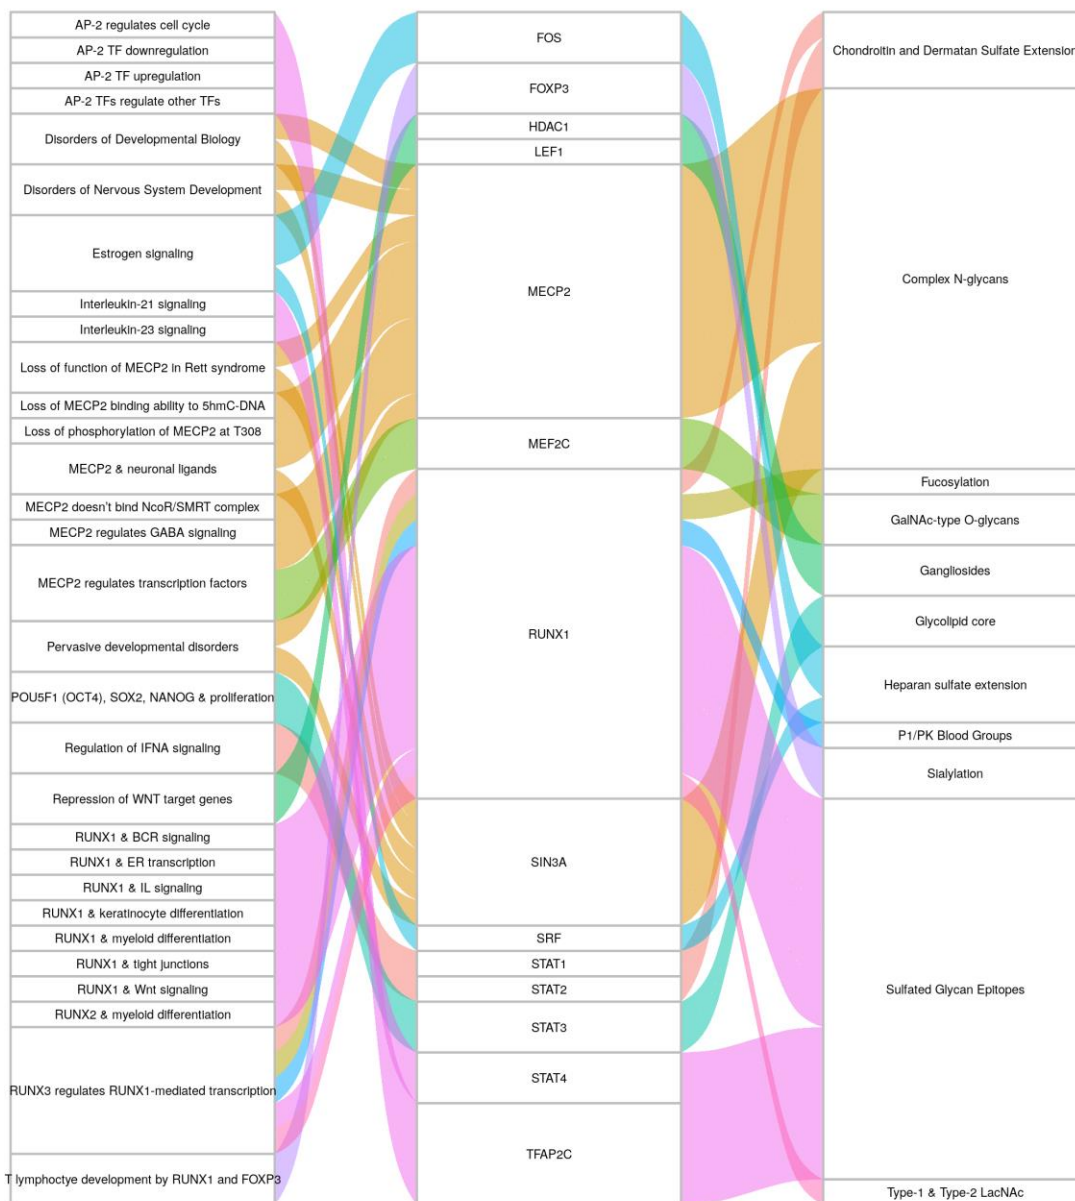 AP-2 regulates cell cycle
AP-2 TF downregulation
AP-2 TF upregulation
AP-2 TFs regulate other TFs
Disorders of Developmental Biology
Disorders of Nervous System Development
Estrogen signaling
Interleukin-21 signaling
Interleukin-23 signaling
Loss of function of MECP2 in Rett syndrome
Loss of MECP2 binding ability to 5hmC-DNA
Loss of phosphorylation of MECP2 at T308
MECP2 & neuronal ligands
MECP2 doesn't bind NcoR/SMRT complex
MECP2 regulates GABA signaling
MECP2 regulates transcription factors
Pervasive developmental disorders
POU5F1 (OCT4), SOX2, NANOG & proliferation
Regulation of IFNA signaling
Repression of WNT target genes
RUNX1 & BCR signaling
RUNX1 & ER transcription
RUNX1 & IL signaling
RUNX1 & keratinocyte differentiation
RUNX1 & myeloid differentiation
RUNX1 & tight junctions
RUNX1 & Wnt signaling
RUNX2 & myeloid differentiation
RUNX3 regulates RUNX1-mediated transcription
T lymphoctye development by RUNX1 and FOXP3
FOS
FOXP3
HDAC1
LEF1
MECP2
MEF2C
RUNX1
SIN3A
SRF
STAT1
STAT2
STAT3
STAT4
TFAP2C
Chondroitin and Dermatan Sulfate Extension
Complex N-glycans
Fucosylation
GalNAc-type O-glycans
Gangliosides
Glycolipid core
Heparan sulfate extension
P1/PK Blood Groups
Sialylation
Sulfated Glycan Epitopes
Type-1 & Type-2 LacNAc